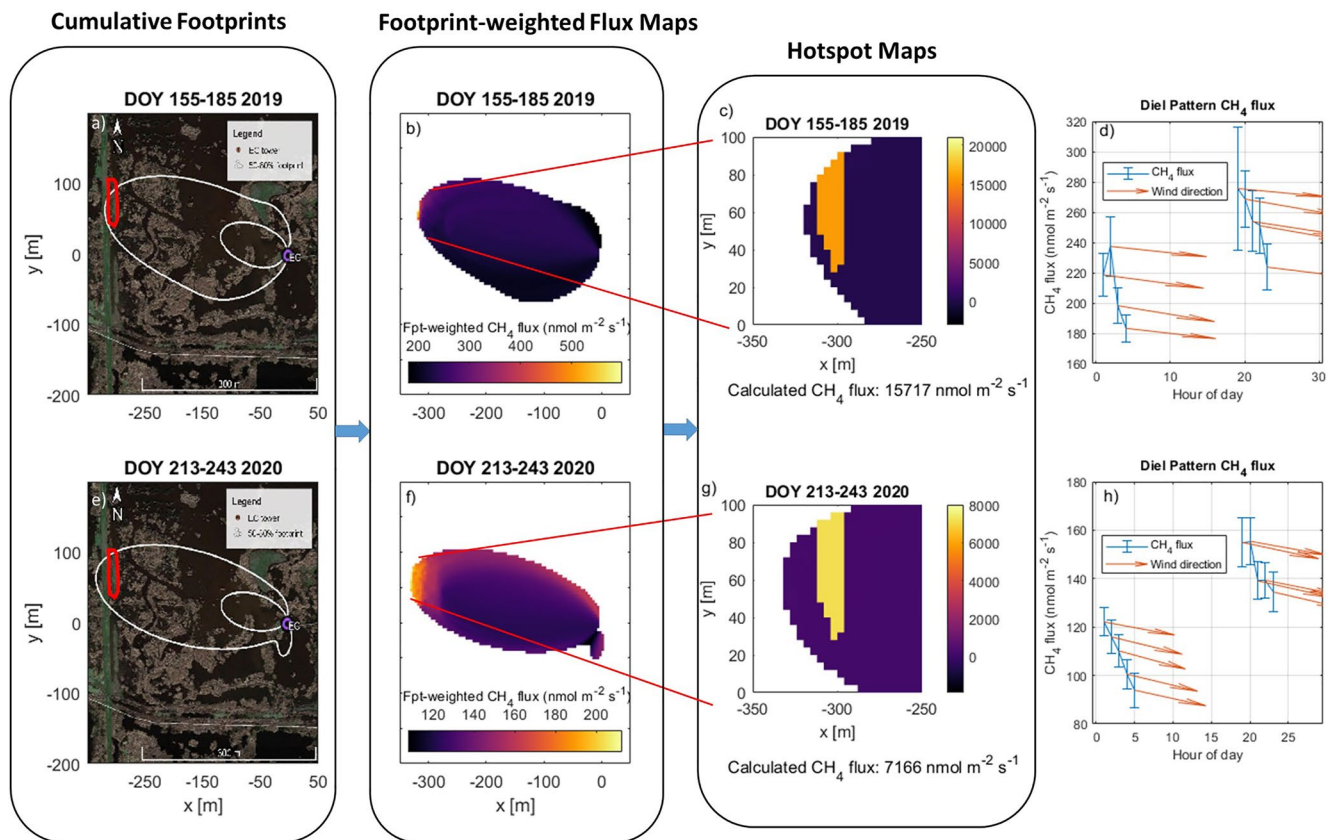 Cumulative Footprints
Footprint-weighted Flux Maps
Hotspot Maps
DOY 155-185 2019
a)
N
Legend
EC tower
50-80% footprint
EC
300 m
y [m]
100
0
-100
-200
-250
-150
-50
50
DOY 155-185 2019
b)
Fpt-weighted CH₄ flux (nmol m⁻² s⁻¹)
200 300 400 500
-300 -200 -100 0
c)
DOY 155-185 2019
y [m]
100
80
60
40
20
0
-350 -300 -250
x [m]
20000
15000
10000
5000
0
Calculated CH₄ flux: 15717 nmol m⁻² s⁻¹
Diel Pattern CH₄ flux
d)
CH₄ flux
Wind direction
CH₄ flux (nmol m⁻² s⁻¹)
320
300
280
260
240
220
200
180
160
0 10 20 30
Hour of day
DOY 213-243 2020
e)
N
Legend
EC tower
EC
y [m]
100
0
-100
-200
-250 -150 -50 50
x [m]
DOY 213-243 2020
f)
Fpt-weighted CH₄ flux (nmol m⁻² s⁻¹)
120 140 160 180 200
-300 -200 -100 0
x [m]
g)
DOY 213-243 2020
y [m]
100
80
60
40
20
0
-350 -300 -250
x [m]
8000
6000
4000
2000
0
Calculated CH₄ flux: 7166 nmol m⁻² s⁻¹
Diel Pattern CH₄ flux
h)
CH₄ flux
Wind direction
CH₄ flux (nmol m⁻² s⁻¹)
180
160
140
120
100
80
0 5 10 15 20 25
Hour of day